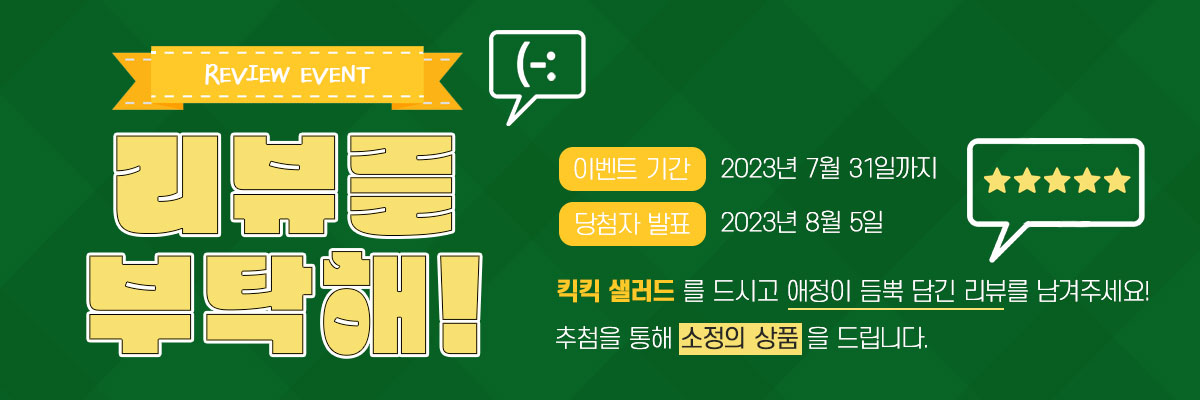 REVIEW EVENT
(-:
리뷰를
부탁해!
이벤트 기간 2023년 7월 31일까지
당첨자 발표 2023년 8월 5일
킥킥 샐러드 를 드시고 애정이 듬뿍 담긴 리뷰를 남겨주세요!
추첨을 통해 소정의 상품 을 드립니다.